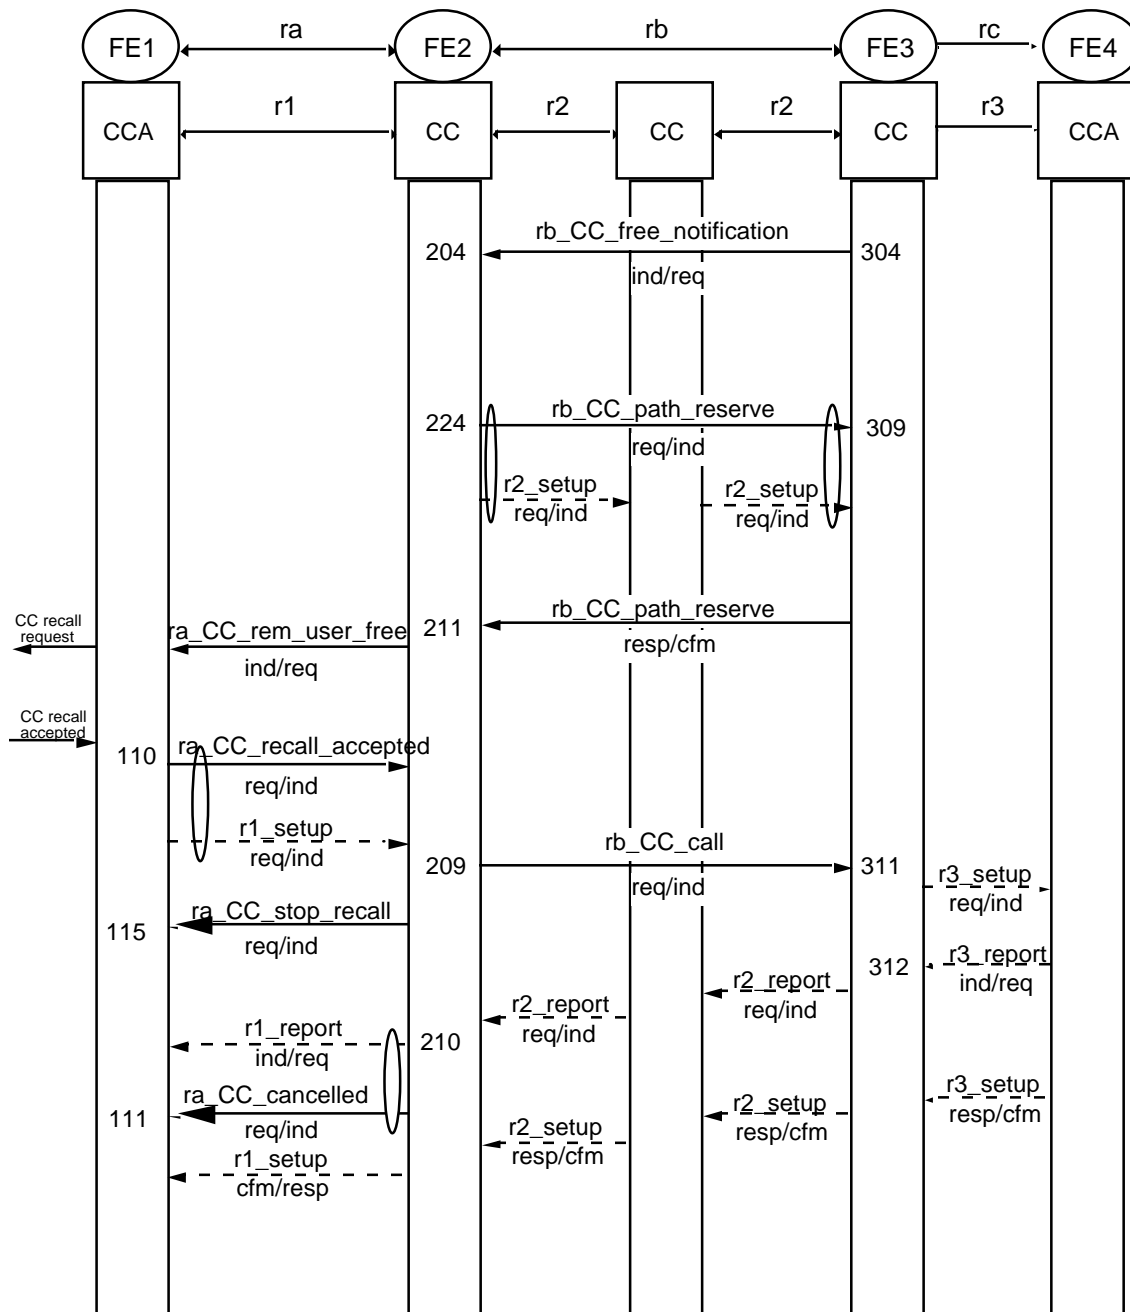 ra rb rc
FE1 FE2 FE3 FE4
r1 r2 r2 r3
CCA CC CC CC CCA
rb_CC_free_notification
204 304
ind/req
rb_CC_path_reserve
224 309
req/ind
r2_setup r2_setup
req/ind req/ind
rb_CC_path_reserve
CC recall
request
ra_CC_rem_user_free 211
resp/cfm
ind/req
CC recall
accepted
110 ra_CC_recall_accepted
req/ind
r1_setup
req/ind
rb_CC_call
209 311
req/ind
r3_setup
req/ind
ra_CC_stop_recall
115
req/ind
r3_report
312
ind/req
r2_report
req/ind
r2_report
req/ind
r1_report
210
ind/req
r3_setup
resp/cfm
ra_CC_cancelled
111
req/ind
r2_setup
resp/cfm
r2_setup
resp/cfm
r1_setup
cfm/resp